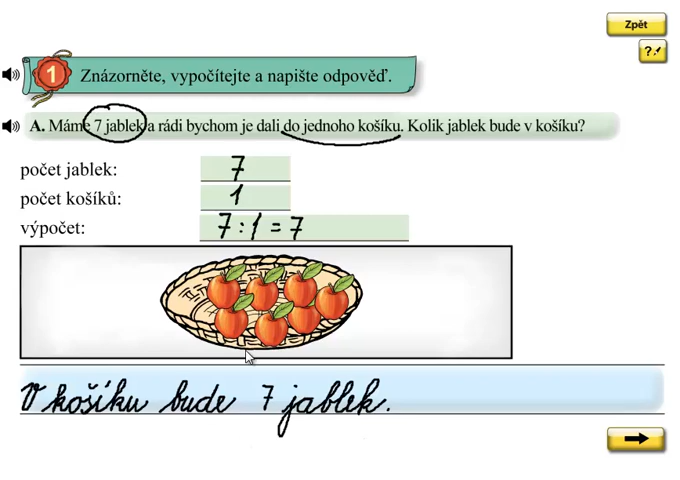 Zpět
?
1 Znázorněte, vypočítejte a napište odpověď.
A. Máme 7 jablek a rádi bychom je dali do jednoho košíku. Kolik jablek bude v košíku?
počet jablek: 7
počet košíků: 1
výpočet: 7 : 1 = 7
V košíku bude 7 jablek.